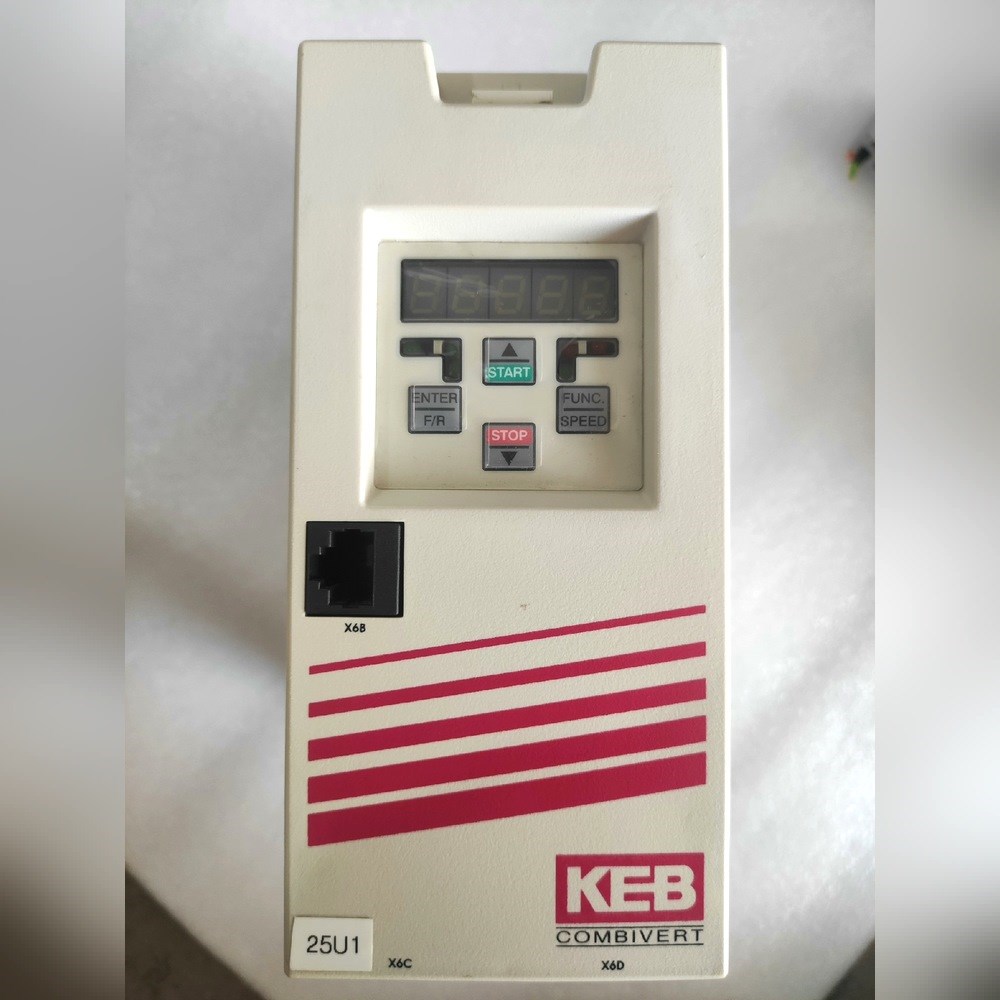 START
ENTER
F/R
FUNC.
SPEED
STOP
X6B
KEB
COMBIVERT
25U1
X6C
X6D